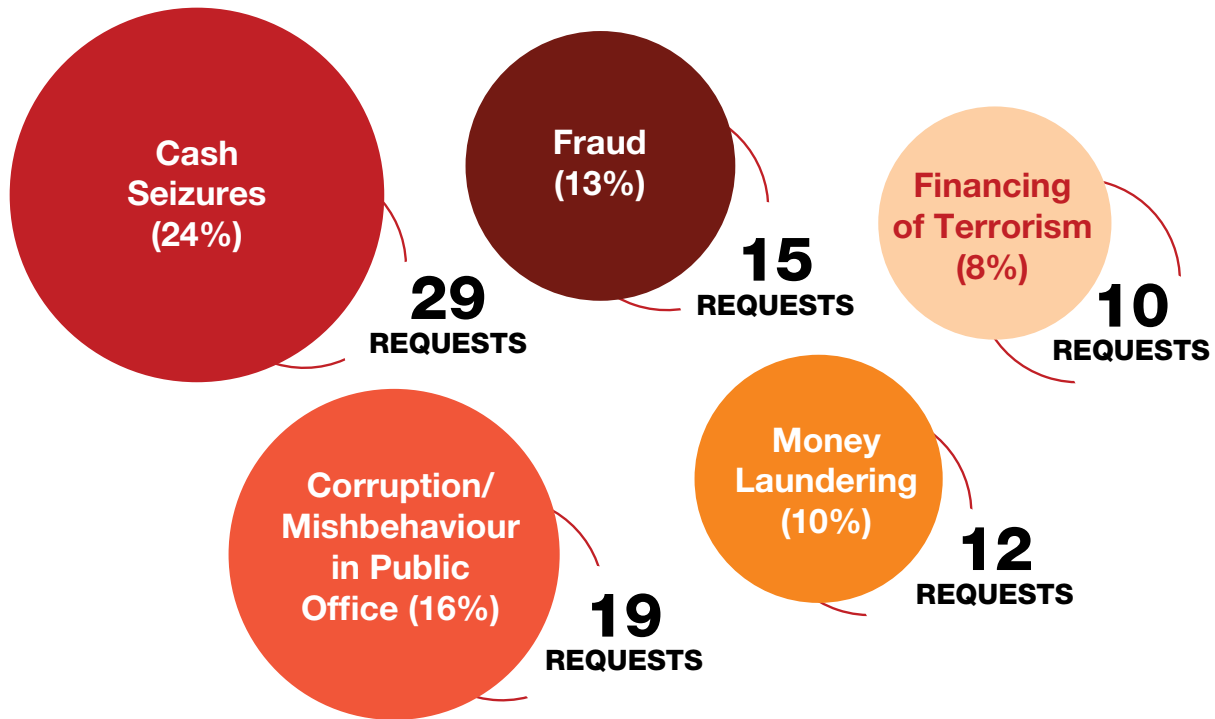 Cash
Seizures
(24%)
29
REQUESTS
Fraud
(13%)
15
REQUESTS
Financing
of Terrorism
(8%)
10
REQUESTS
Corruption/
Mishbehaviour
in Public
Office (16%)
19
REQUESTS
Money
Laundering
(10%)
12
REQUESTS